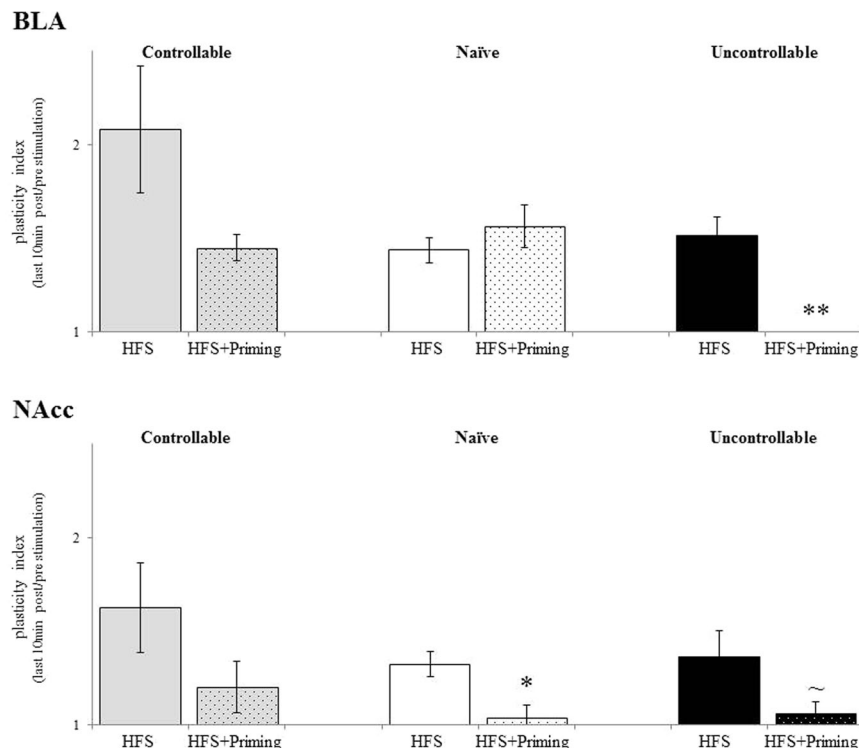 BLA
Controllable Naïve Uncontrollable
plasticity index
(last 10min post/pre stimulation)
2
**
1
HFS HFS+Priming HFS HFS+Priming HFS HFS+Priming
NAcc
Controllable Naïve Uncontrollable
plasticity index
(last 10min post/pre stimulation)
2
* ~
1
HFS HFS+Priming HFS HFS+Priming HFS HFS+Priming